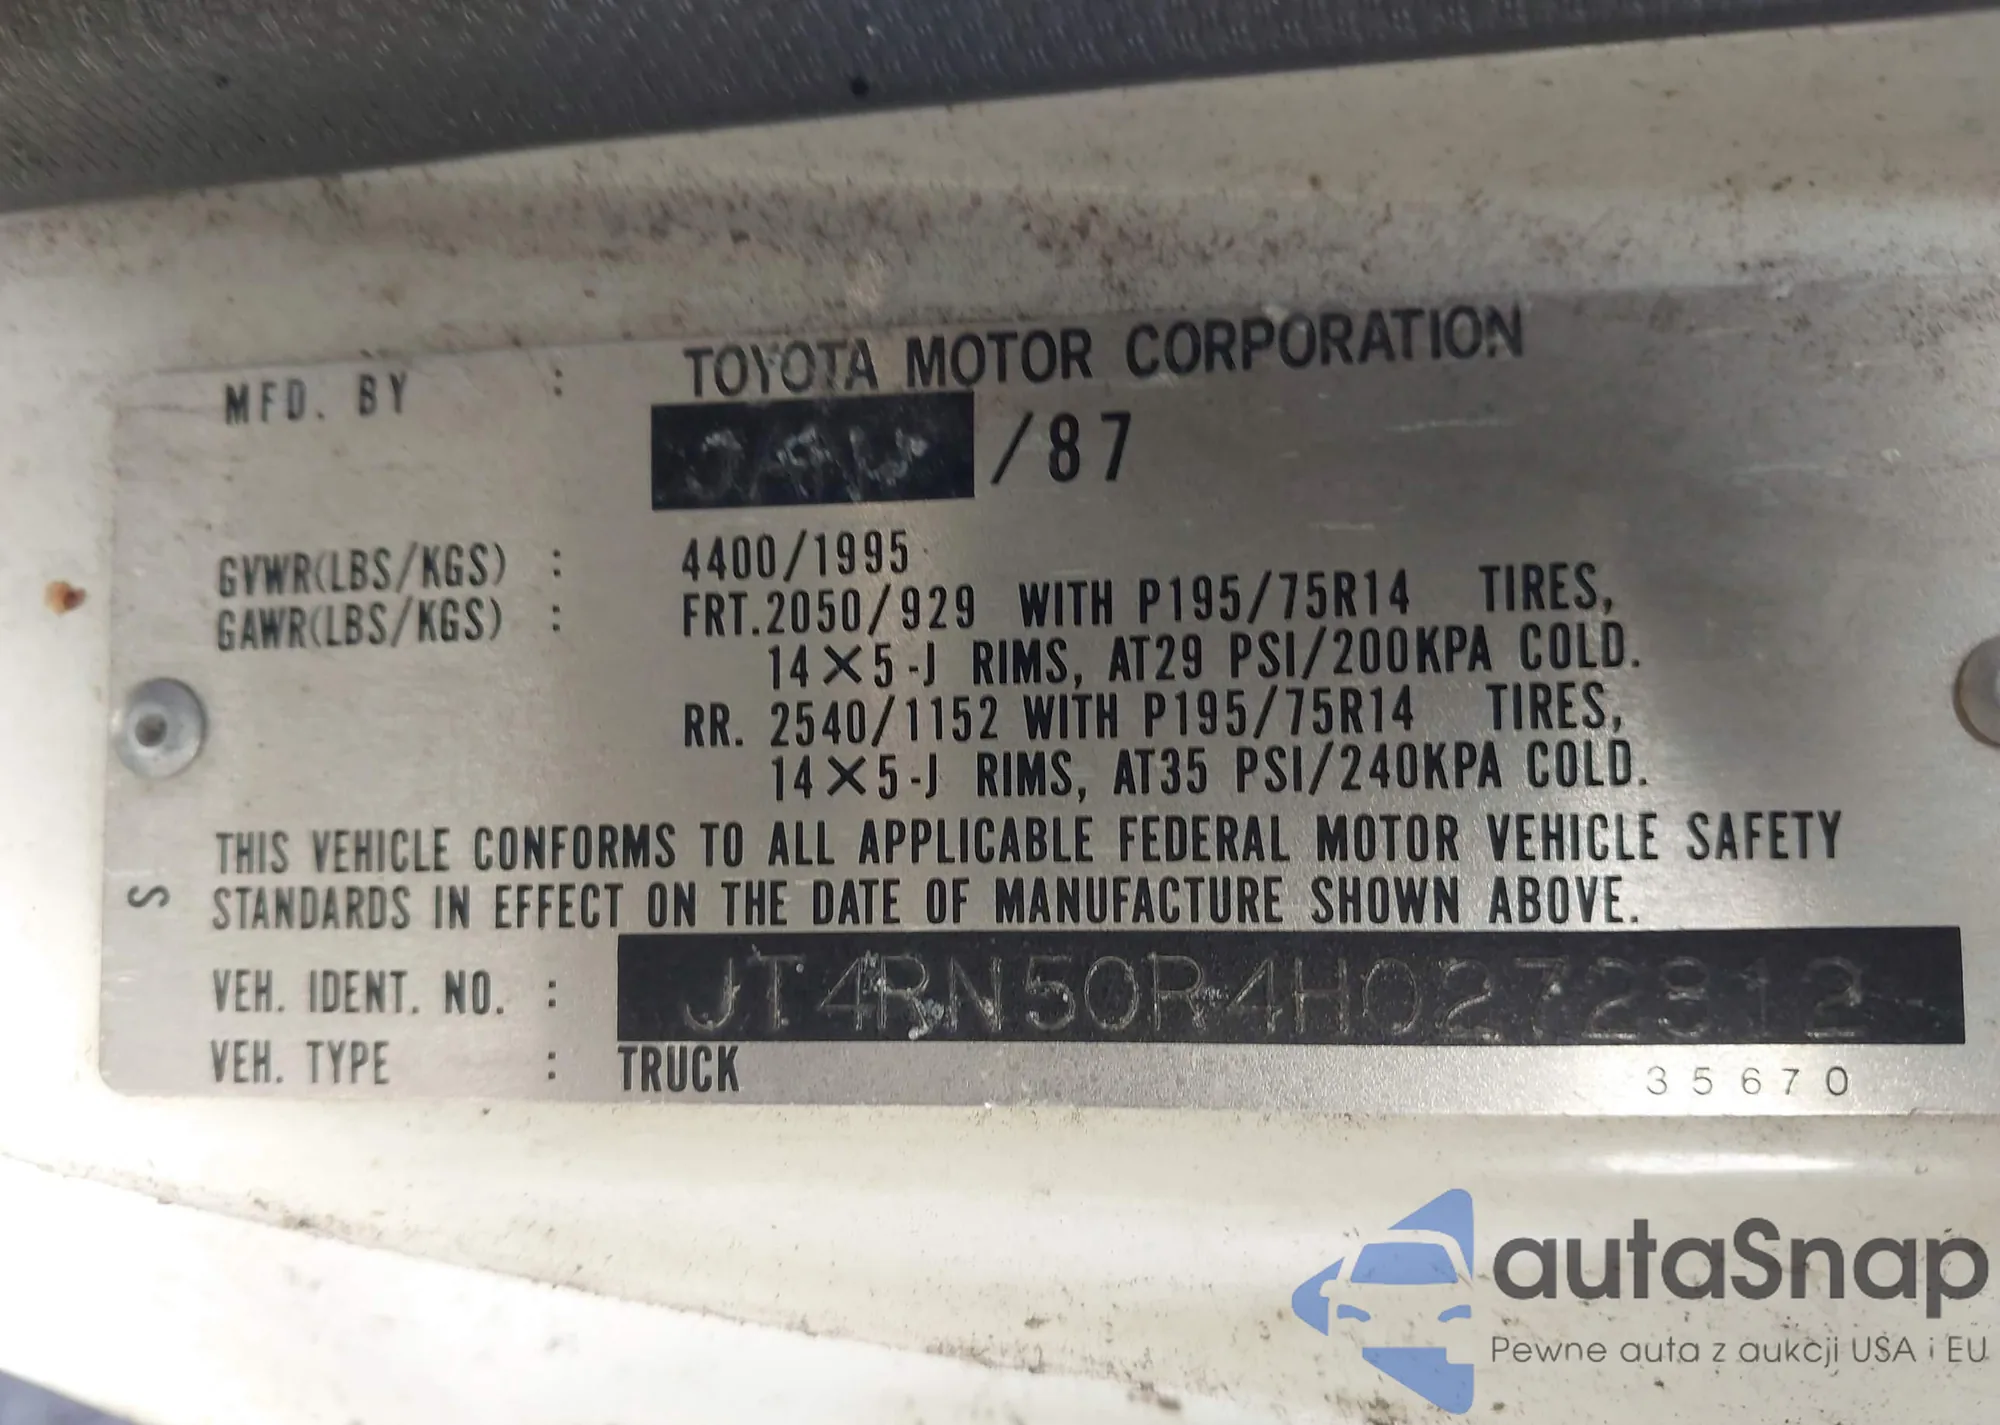 MFD. BY : TOYOTA MOTOR CORPORATION
JAN /87
GVWR(LBS/KGS) : 4400/1995
GAWR(LBS/KGS) : FRT.2050/929 WITH P195/75R14 TIRES,
14×5-J RIMS, AT29 PSI/200KPA COLD.
RR. 2540/1152 WITH P195/75R14 TIRES,
14×5-J RIMS, AT35 PSI/240KPA COLD.
THIS VEHICLE CONFORMS TO ALL APPLICABLE FEDERAL MOTOR VEHICLE SAFETY
STANDARDS IN EFFECT ON THE DATE OF MANUFACTURE SHOWN ABOVE.
S
VEH. IDENT. NO. : JT4RN50R4H0272812
VEH. TYPE : TRUCK
35670
autaSnap
Pewne auta z aukcji USA i EU